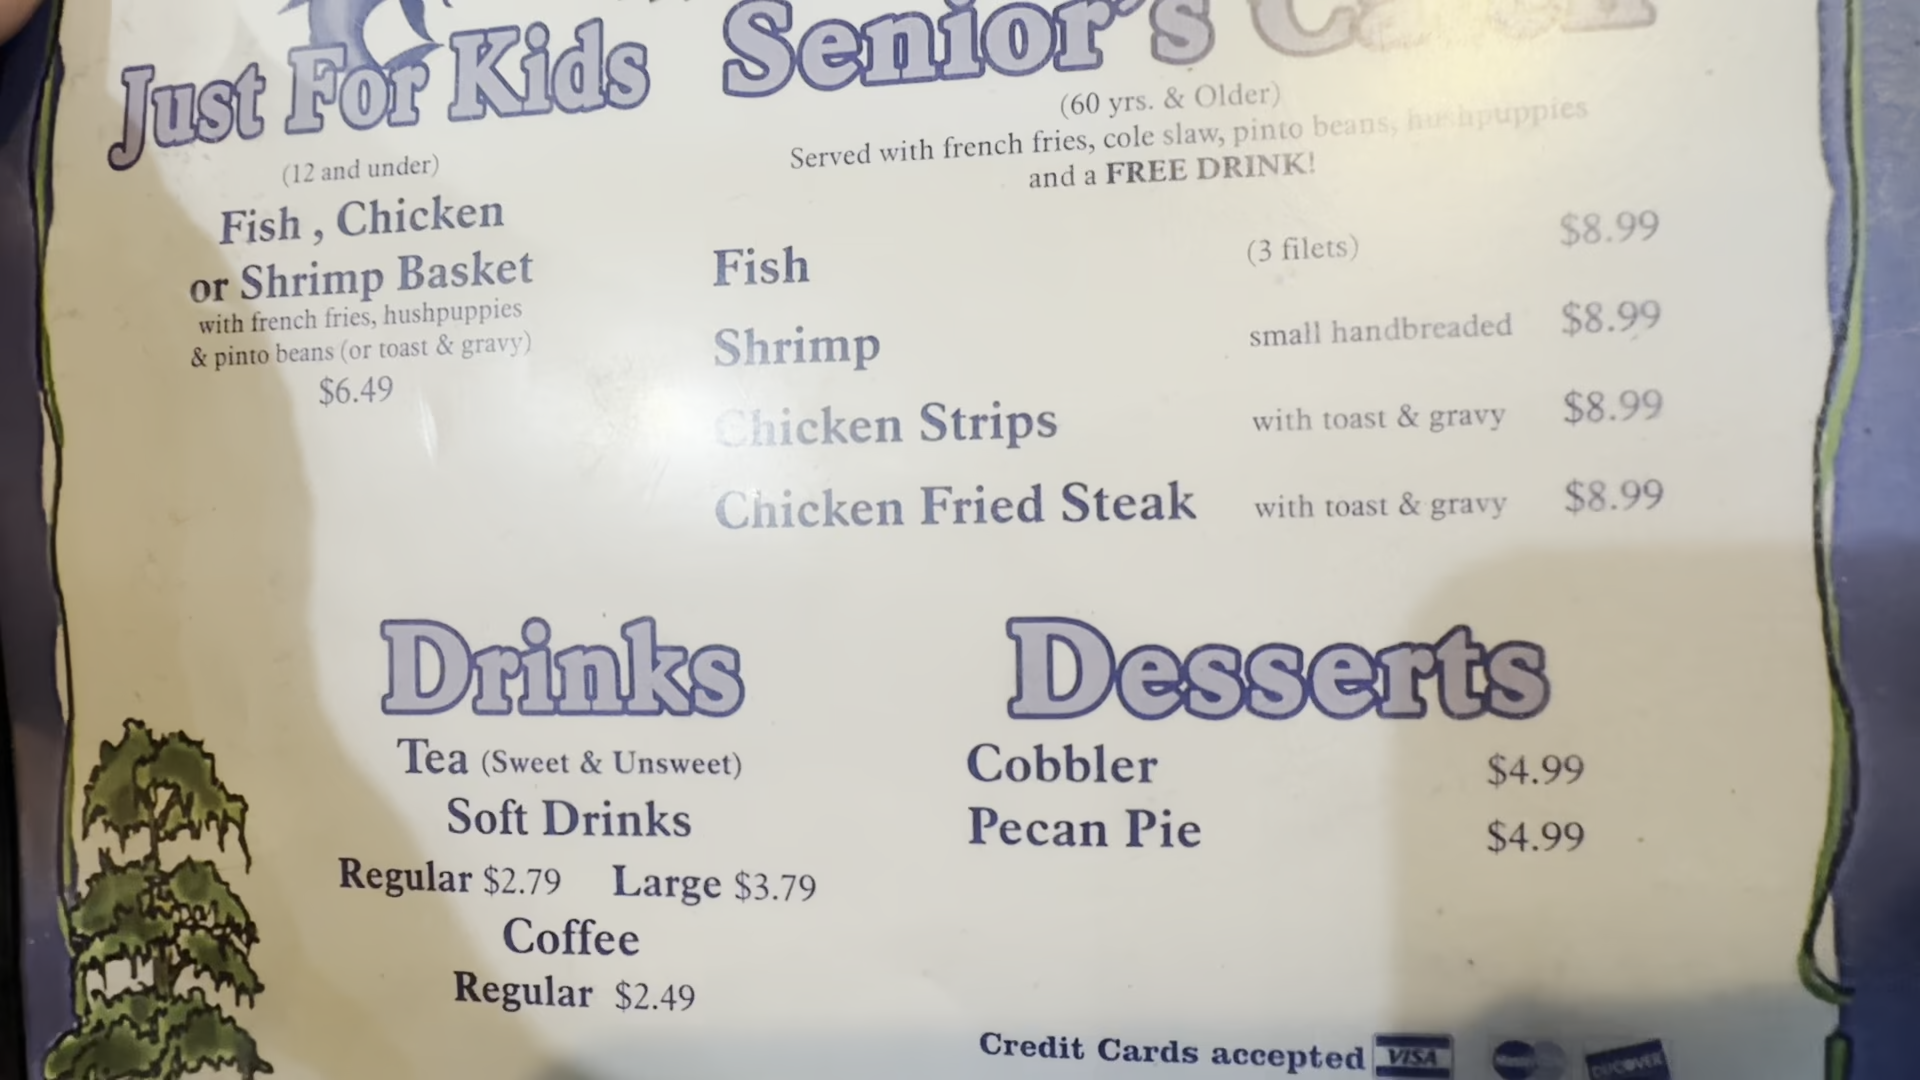 Just For Kids
(12 and under)
Fish , Chicken
or Shrimp Basket
with french fries, hushpuppies
& pinto beans (or toast & gravy)
$6.49
Senior's Catch
(60 yrs. & Older)
Served with french fries, cole slaw, pinto beans, hushpuppies
and a FREE DRINK!
Fish (3 filets) $8.99
Shrimp small handbreaded $8.99
Chicken Strips with toast & gravy $8.99
Chicken Fried Steak with toast & gravy $8.99
Drinks
Tea (Sweet & Unsweet)
Soft Drinks
Regular $2.79 Large $3.79
Coffee
Regular $2.49
Desserts
Cobbler $4.99
Pecan Pie $4.99
Credit Cards accepted VISA DISCOVER